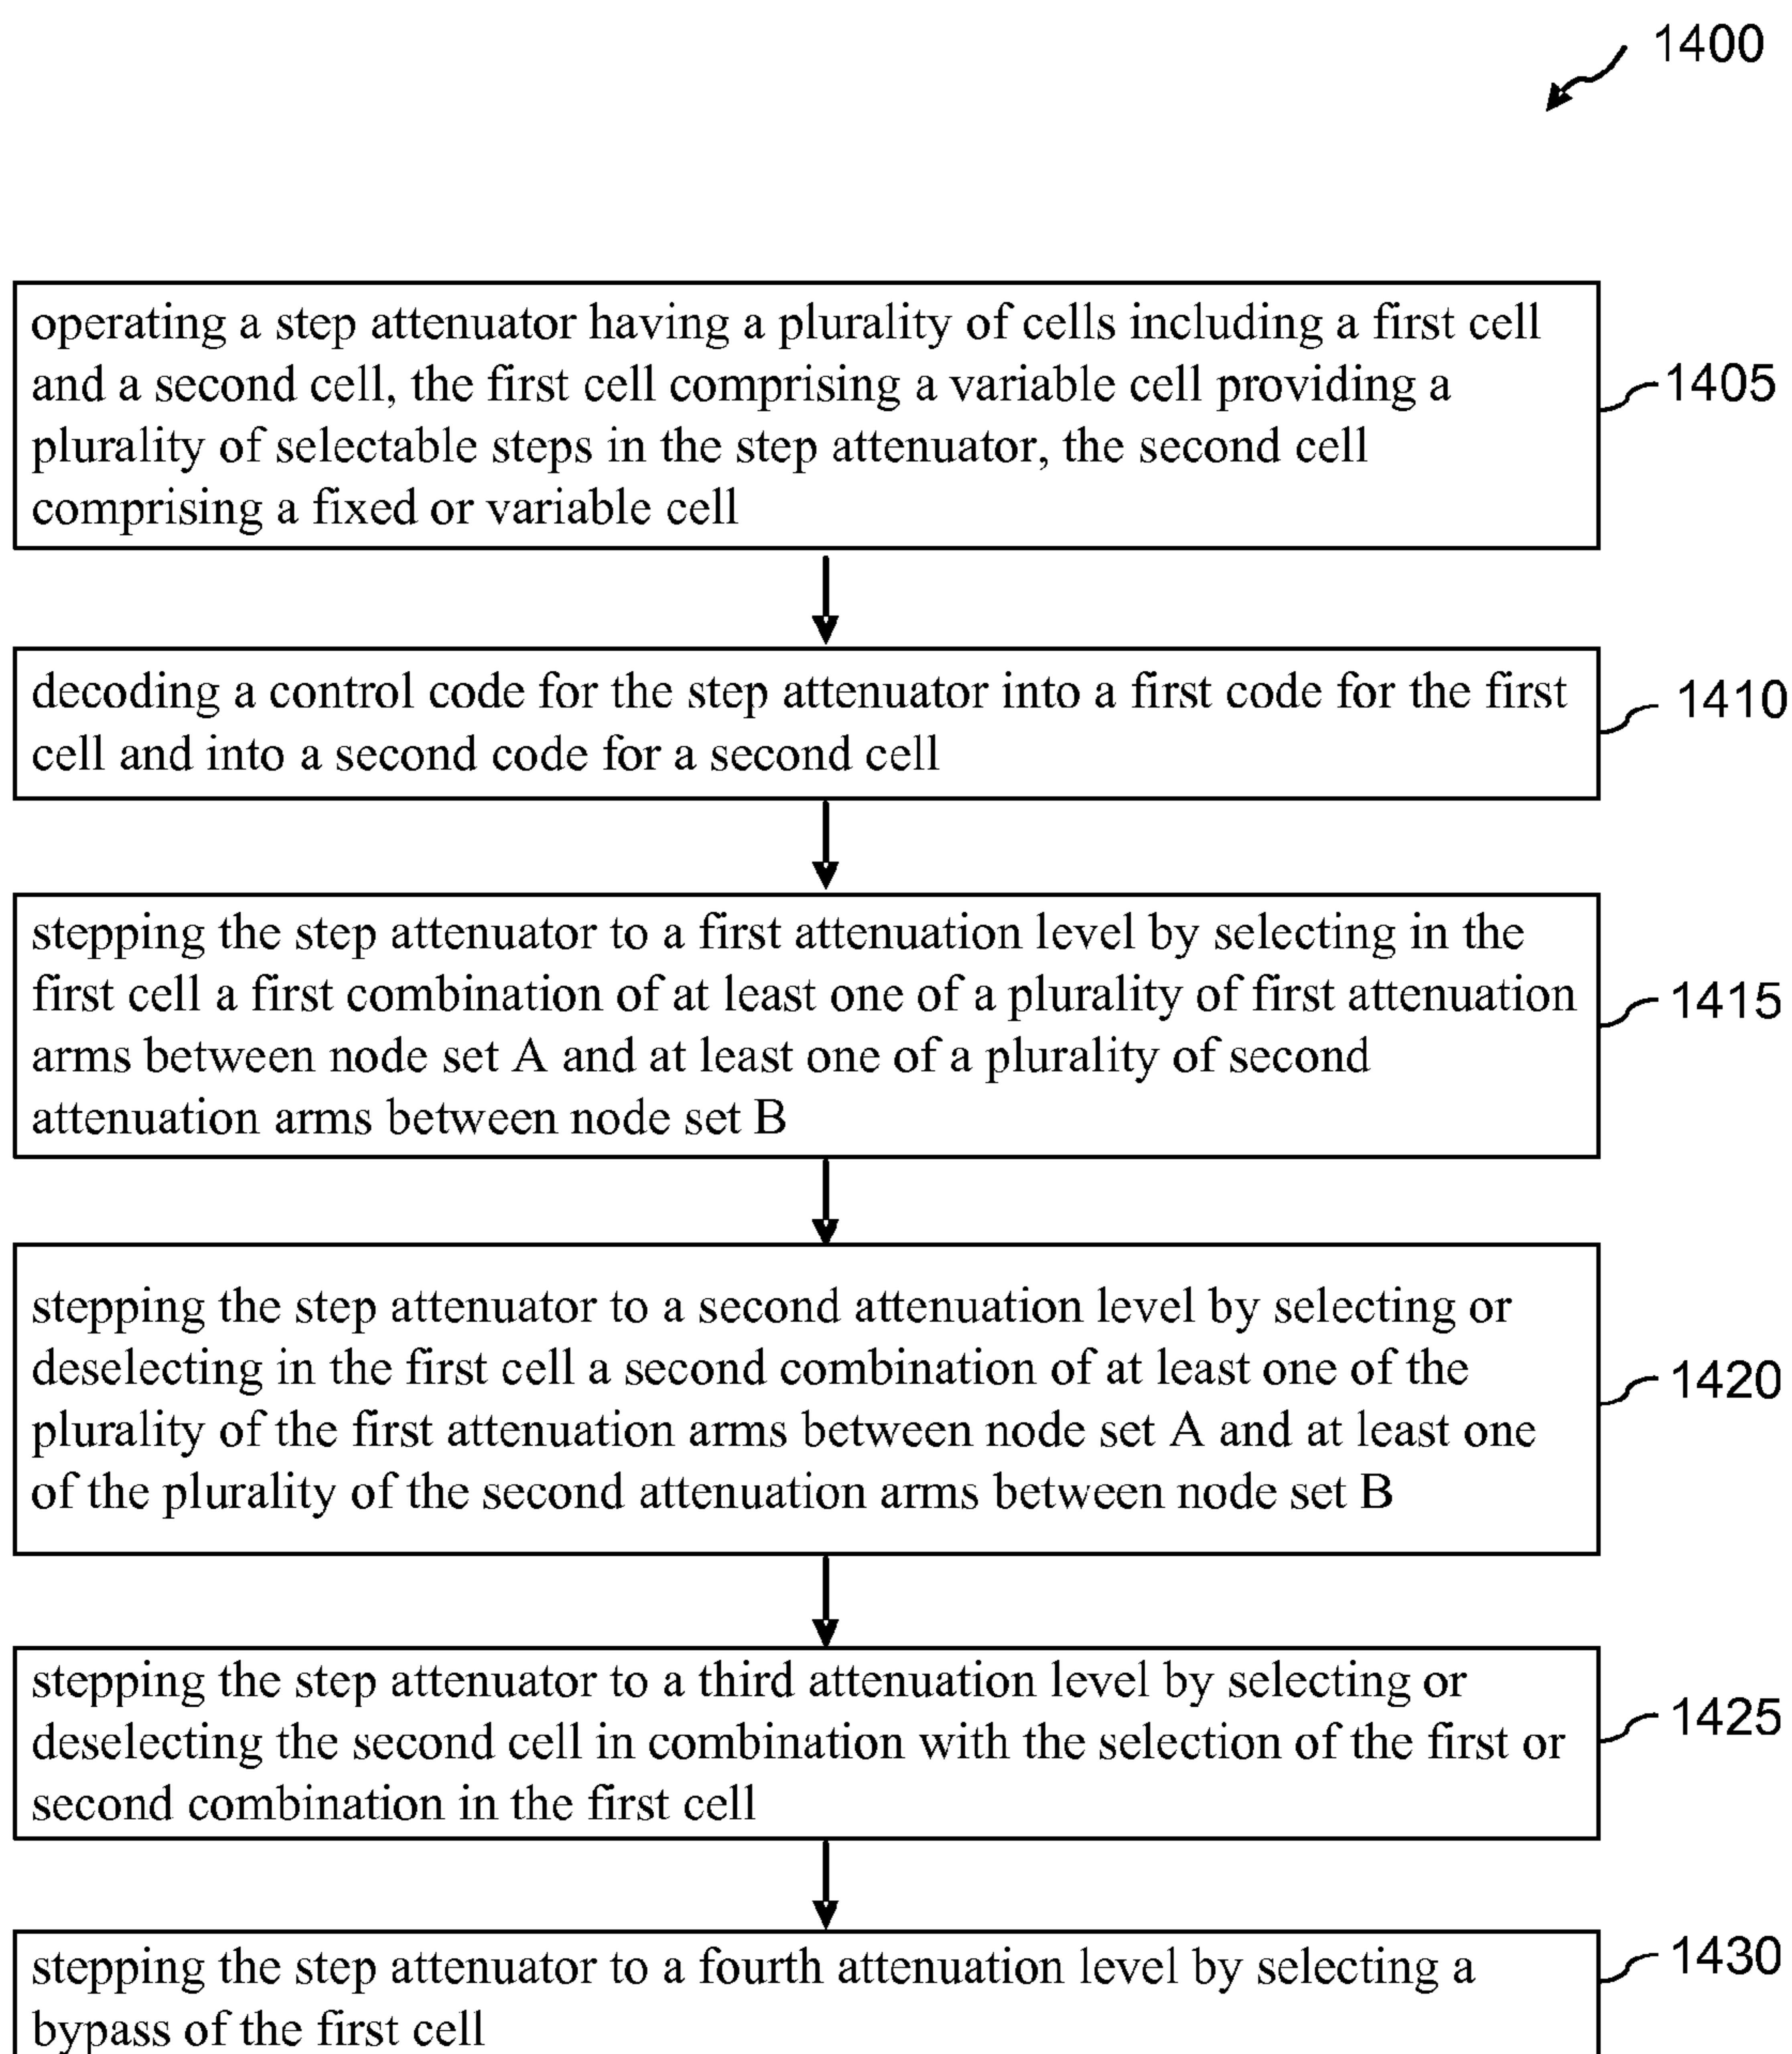 1400
operating a step attenuator having a plurality of cells including a first cell
and a second cell, the first cell comprising a variable cell providing a
plurality of selectable steps in the step attenuator, the second cell
comprising a fixed or variable cell
1405
decoding a control code for the step attenuator into a first code for the first
cell and into a second code for a second cell
1410
stepping the step attenuator to a first attenuation level by selecting in the
first cell a first combination of at least one of a plurality of first attenuation
arms between node set A and at least one of a plurality of second
attenuation arms between node set B
1415
stepping the step attenuator to a second attenuation level by selecting or
deselecting in the first cell a second combination of at least one of the
plurality of the first attenuation arms between node set A and at least one
of the plurality of the second attenuation arms between node set B
1420
stepping the step attenuator to a third attenuation level by selecting or
deselecting the second cell in combination with the selection of the first or
second combination in the first cell
1425
stepping the step attenuator to a fourth attenuation level by selecting a
bypass of the first cell
1430